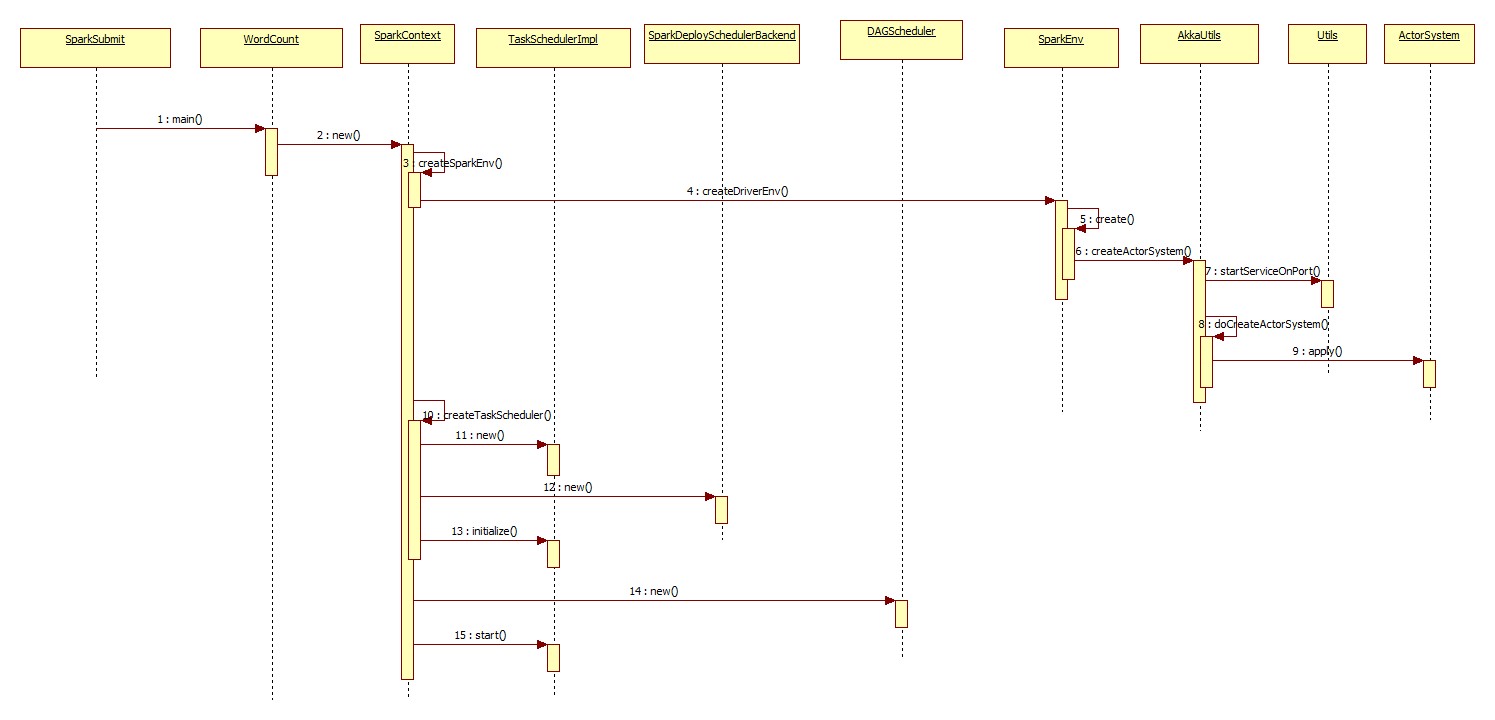 SparkSubmit
WordCount
SparkContext
TaskSchedulerImpl
SparkDeploySchedulerBackend
DAGScheduler
SparkEnv
AkkaUtils
Utils
ActorSystem
1 : main()
2 : new()
3 : createSparkEnv()
4 : createDriverEnv()
5 : create()
6 : createActorSystem()
7 : startServiceOnPort()
8 : doCreateActorSystem()
9 : apply()
10 : createTaskScheduler()
11 : new()
12 : new()
13 : initialize()
14 : new()
15 : start()